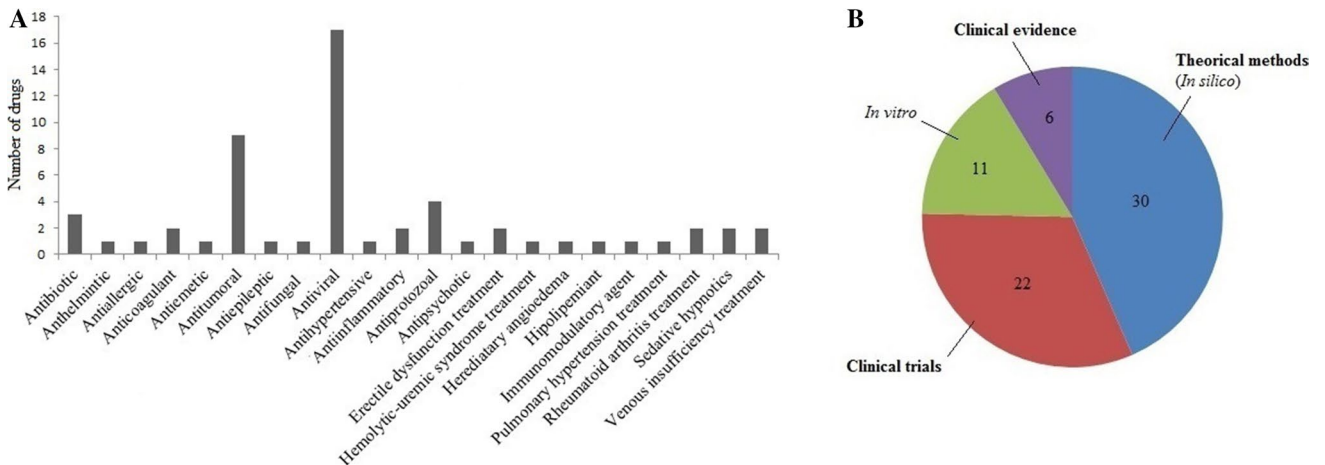 A
Number of drugs
18
16
14
12
10
8
6
4
2
0
Antibiotic
Anthelmintic
Antiallergic
Anticoagulant
Antiemetic
Antitumoral
Antiepileptic
Antifungal
Antiviral
Antihypertensive
Antiinflammatory
Antiprotozoal
Antipsychotic
Erectile dysfunction treatment
Hemolytic-uremic syndrome treatment
Hereditary angioedema
Hipolipemiant
Immunomodulatory agent
Pulmonary hypertension treatment
Rheumatoid arthritis treatment
Sedative hypnotics
Venous insufficiency treatment
B
Clinical evidence
Theorical methods
(In silico)
In vitro
6
11
30
22
Clinical trials